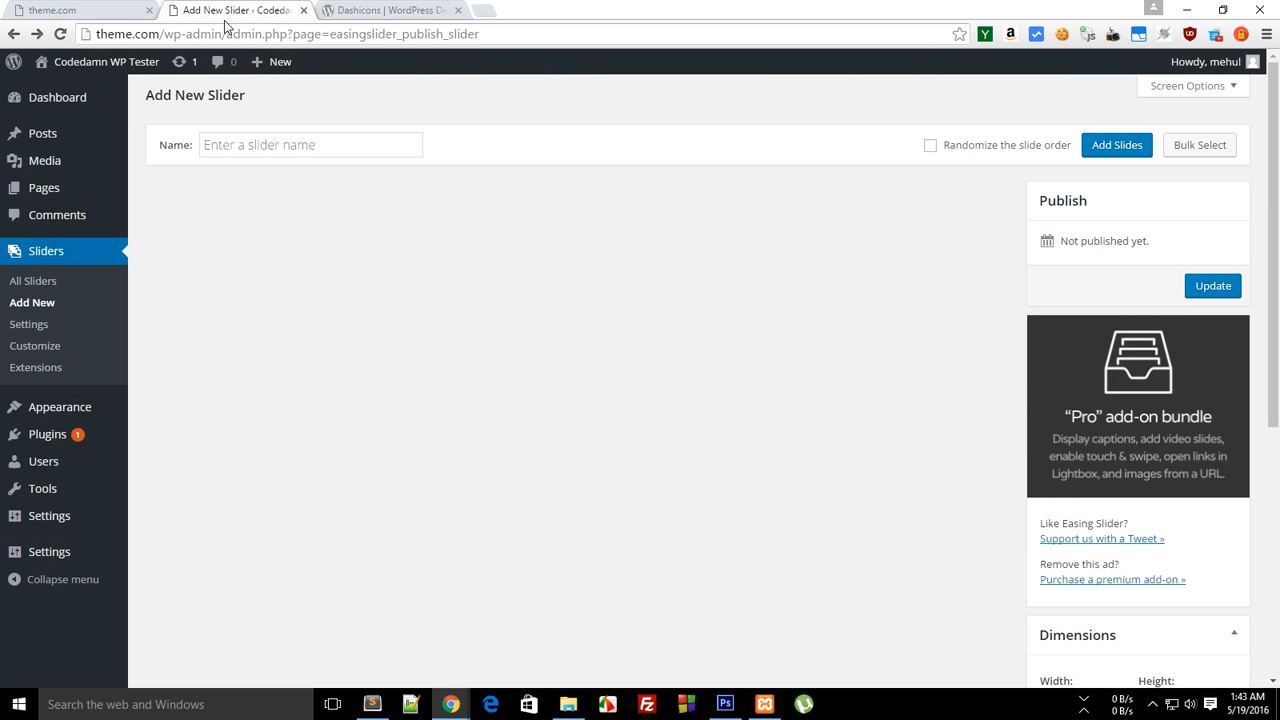 theme.com
Add New Slider ‹ Codeda
Dashicons | WordPress De
theme.com/wp-admin/admin.php?page=easingslider_publish_slider
Codedamn WP Tester
1
0
New
Howdy, mehul
Screen Options
Add New Slider
Name:
Enter a slider name
Randomize the slide order
Add Slides
Bulk Select
Dashboard
Posts
Media
Pages
Comments
Sliders
All Sliders
Add New
Settings
Customize
Extensions
Appearance
Plugins 1
Users
Tools
Settings
Settings
Collapse menu
Publish
Not published yet.
Update
“Pro” add-on bundle
Display captions, add video slides,
enable touch & swipe, open links in
Lightbox, and images from a URL.
Like Easing Slider?
Support us with a Tweet »
Remove this ad?
Purchase a premium add-on »
Dimensions
Width:
Height:
Search the web and Windows
0 B/s
0 B/s
1:43 AM
5/19/2016